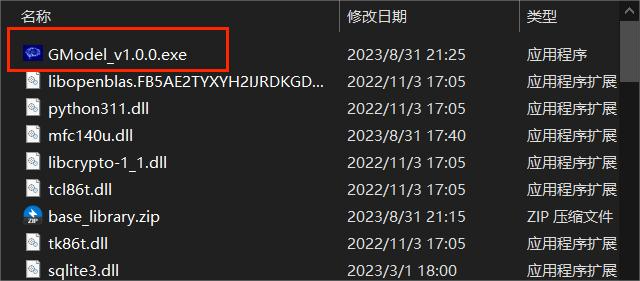 名称 修改日期 类型
GModel_v1.0.0.exe 2023/8/31 21:25 应用程序
libopenblas.FB5AE2TYXYH2IJRDKGD... 2022/11/3 17:05 应用程序扩展
python311.dll 2022/11/3 17:05 应用程序扩展
mfc140u.dll 2023/8/31 17:40 应用程序扩展
libcrypto-1_1.dll 2022/11/3 17:05 应用程序扩展
tcl86t.dll 2022/11/3 17:05 应用程序扩展
base_library.zip 2023/8/31 21:15 ZIP 压缩文件
tk86t.dll 2022/11/3 17:05 应用程序扩展
sqlite3.dll 2023/3/1 18:00 应用程序扩展